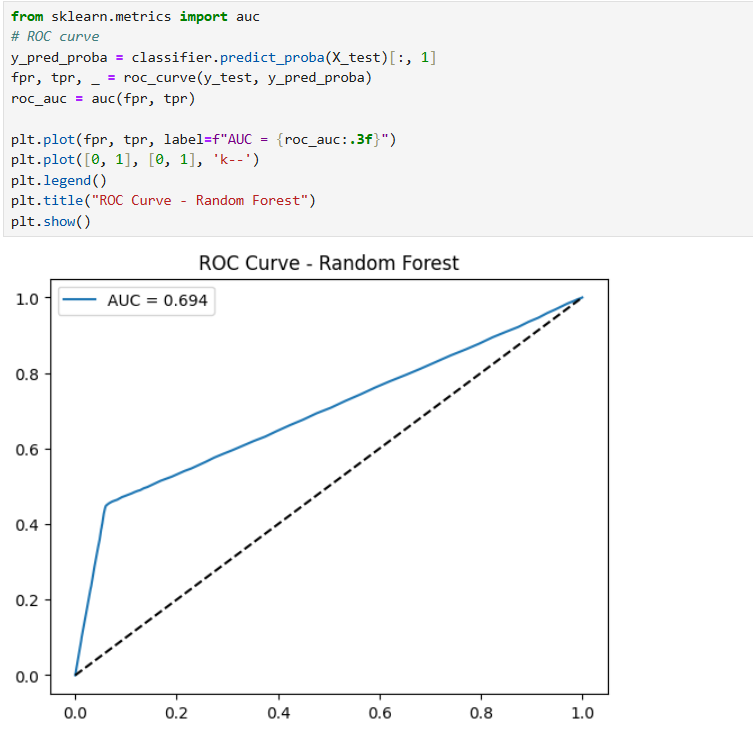 from sklearn.metrics import auc
# ROC curve
y_pred_proba = classifier.predict_proba(X_test)[:, 1]
fpr, tpr, _ = roc_curve(y_test, y_pred_proba)
roc_auc = auc(fpr, tpr)
plt.plot(fpr, tpr, label=f"AUC = {roc_auc:.3f}")
plt.plot([0, 1], [0, 1], 'k--')
plt.legend()
plt.title("ROC Curve - Random Forest")
plt.show()
ROC Curve - Random Forest
AUC = 0.694
1.0
0.8
0.6
0.4
0.2
0.0
0.0 0.2 0.4 0.6 0.8 1.0